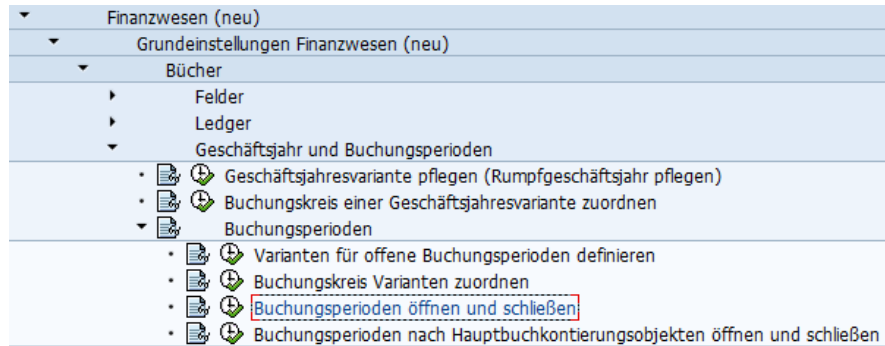 Finanzwesen (neu)
Grundeinstellungen Finanzwesen (neu)
Bücher
Felder
Ledger
Geschäftsjahr und Buchungsperioden
Geschäftsjahresvariante pflegen (Rumpfgeschäftsjahr pflegen)
Buchungskreis einer Geschäftsjahresvariante zuordnen
Buchungsperioden
Varianten für offene Buchungsperioden definieren
Buchungskreis Varianten zuordnen
Buchungsperioden öffnen und schließen
Buchungsperioden nach Hauptbuchkontierungsobjekten öffnen und schließen